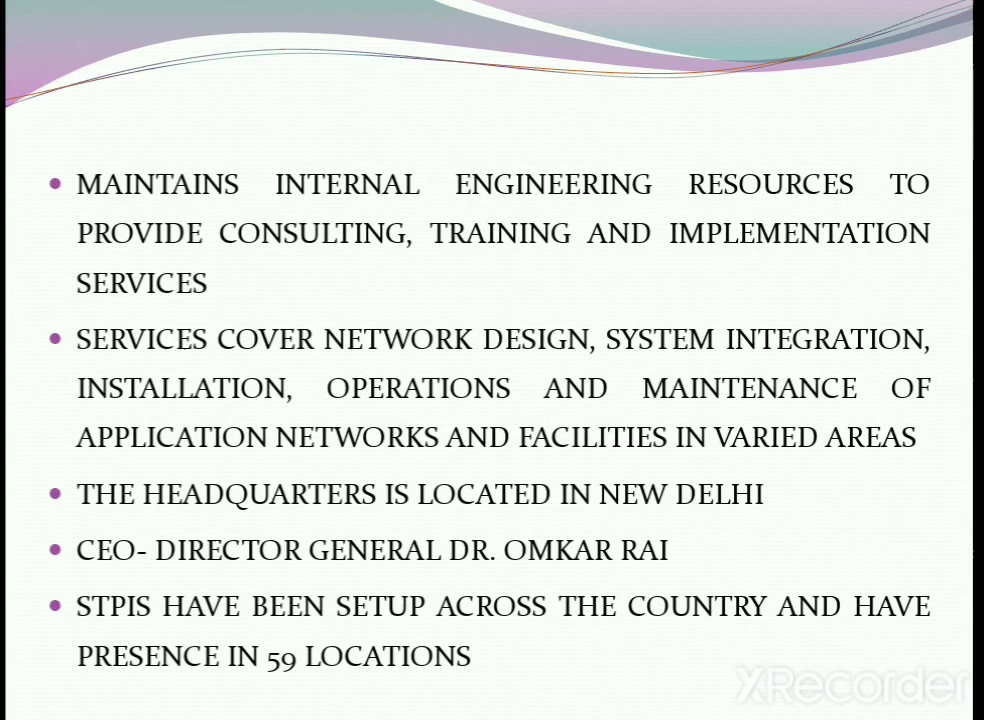 • MAINTAINS INTERNAL ENGINEERING RESOURCES TO
PROVIDE CONSULTING, TRAINING AND IMPLEMENTATION
SERVICES
• SERVICES COVER NETWORK DESIGN, SYSTEM INTEGRATION,
INSTALLATION, OPERATIONS AND MAINTENANCE OF
APPLICATION NETWORKS AND FACILITIES IN VARIED AREAS
• THE HEADQUARTERS IS LOCATED IN NEW DELHI
• CEO- DIRECTOR GENERAL DR. OMKAR RAI
• STPIS HAVE BEEN SETUP ACROSS THE COUNTRY AND HAVE
PRESENCE IN 59 LOCATIONS
XRecorder